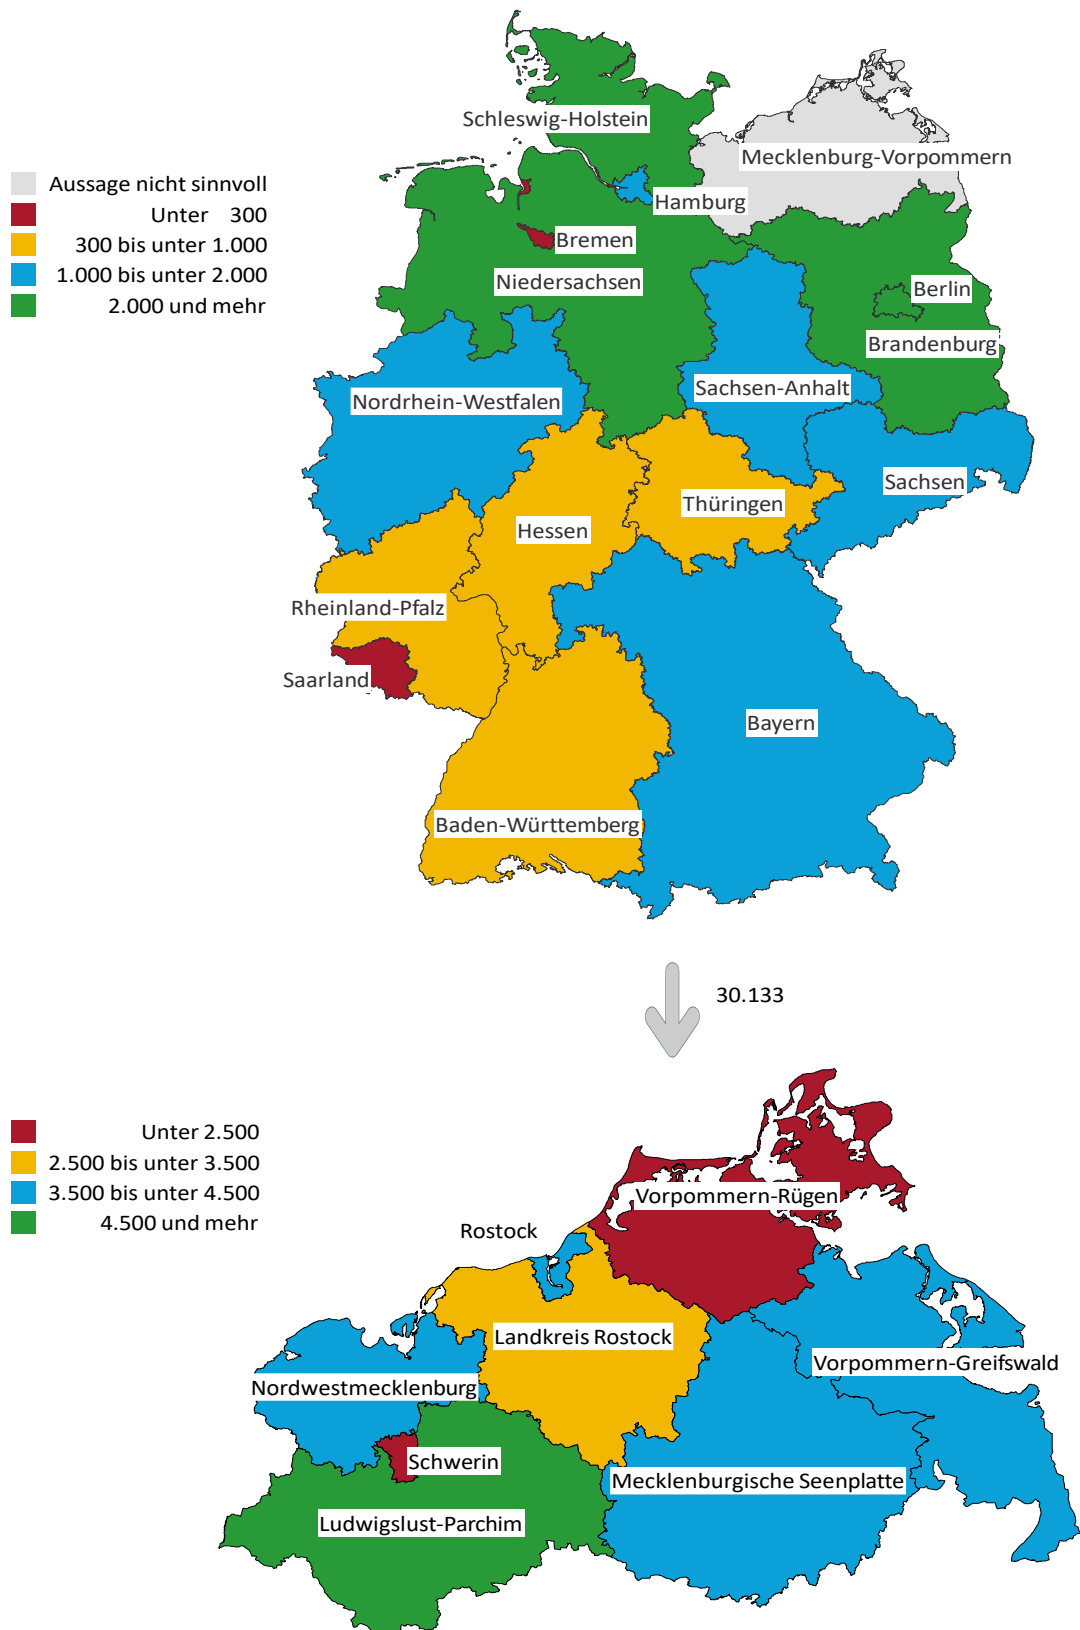 Schleswig-Holstein
Mecklenburg-Vorpommern
Aussage nicht sinnvoll
Unter 300
300 bis unter 1.000
1.000 bis unter 2.000
2.000 und mehr
Hamburg
Bremen
Niedersachsen
Berlin
Brandenburg
Nordrhein-Westfalen
Sachsen-Anhalt
Sachsen
Thüringen
Hessen
Rheinland-Pfalz
Saarland
Bayern
Baden-Württemberg
30.133
Unter 2.500
2.500 bis unter 3.500
3.500 bis unter 4.500
4.500 und mehr
Vorpommern-Rügen
Rostock
Landkreis Rostock
Vorpommern-Greifswald
Nordwestmecklenburg
Schwerin
Mecklenburgische Seenplatte
Ludwigslust-Parchim